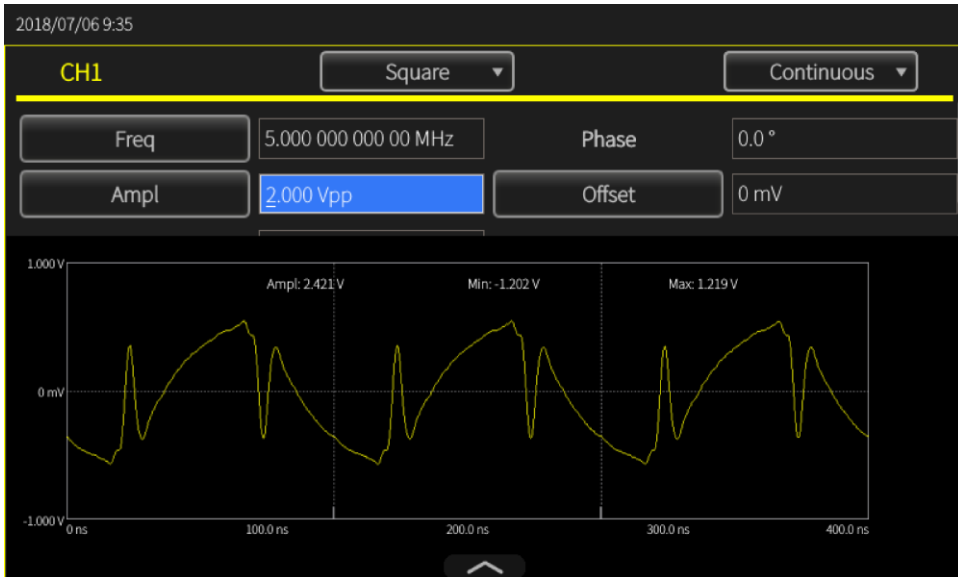 2018/07/06 9:35
CH1 Square Continuous
Freq 5.000 000 000 00 MHz Phase 0.0 °
Ampl 2.000 Vpp Offset 0 mV
1.000 V
Ampl: 2.421 V Min: -1.202 V Max: 1.219 V
0 mV
-1.000 V
0 ns 100.0 ns 200.0 ns 300.0 ns 400.0 ns